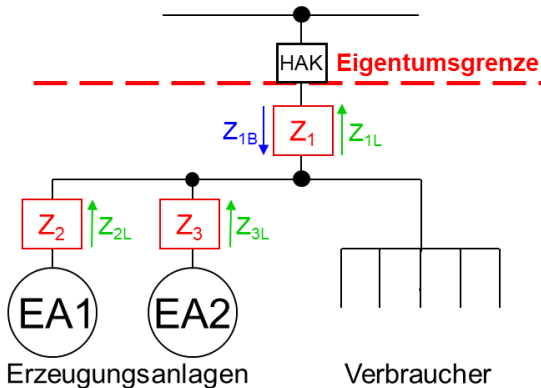 HAK
Eigentumsgrenze
Z1B
Z1
Z1L
Z2
Z2L
Z3
Z3L
EA1
EA2
Erzeugungsanlagen
Verbraucher